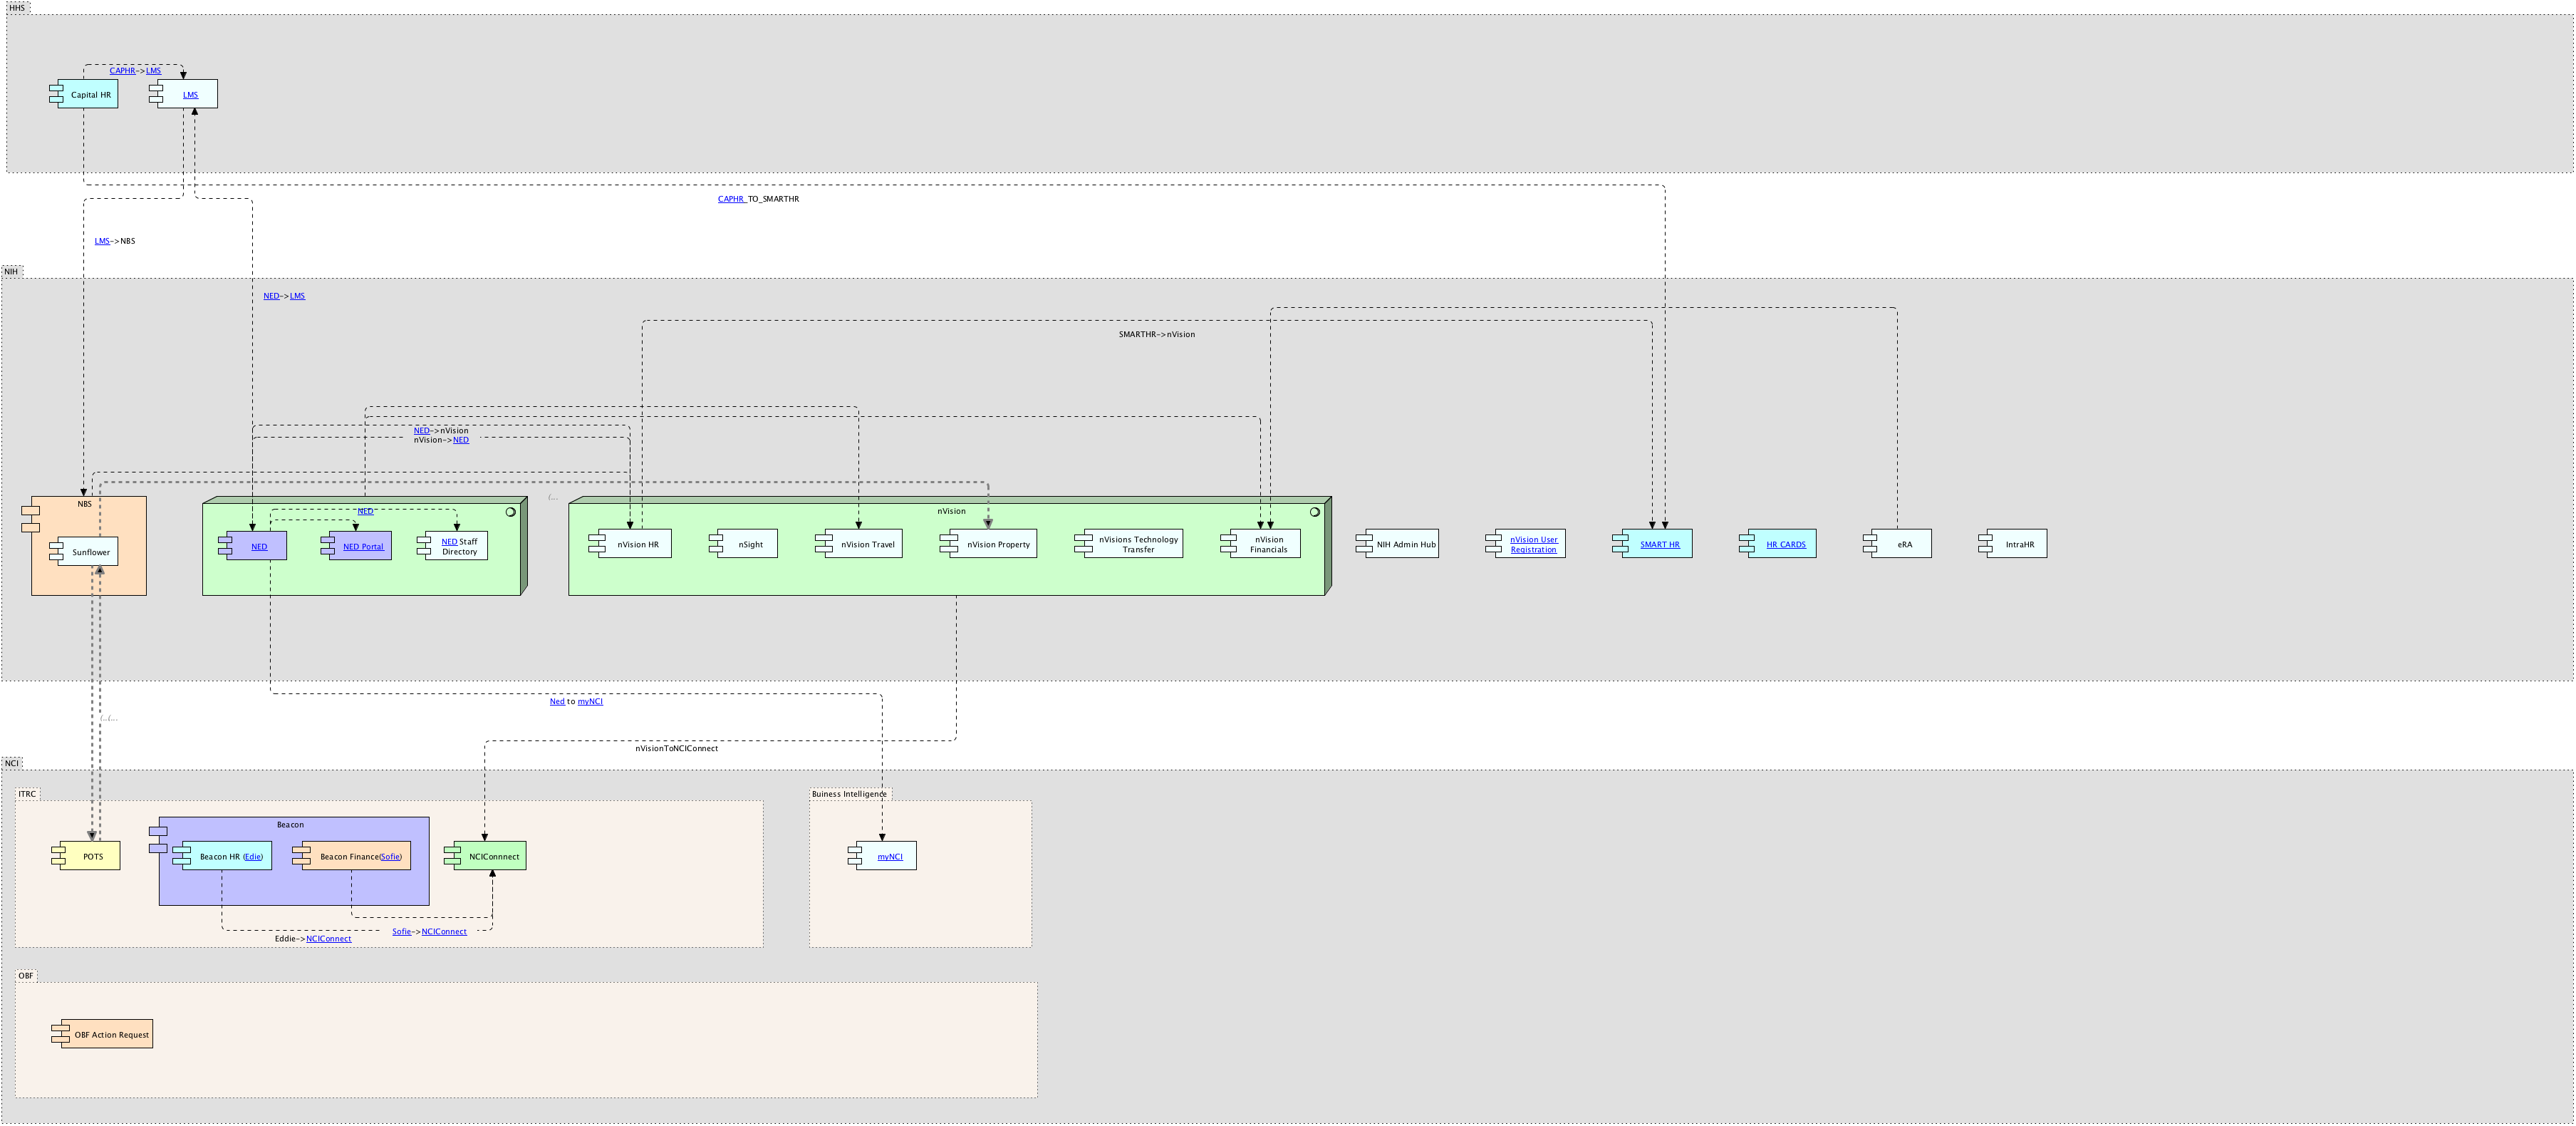 HHS
CAPHR->LMS
Capital HR
LMS
CAPHR_TO_SMARTHR
LMS->NBS
NIH
NED->LMS
SMARTHR->nVision
NED->nVision
nVision->NED
(...
NBS
Sunflower
NED
NED
NED Portal
NED Staff
Directory
nVision
nVision HR
nSight
nVision Travel
nVision Property
nVisions Technology
Transfer
nVision
Financials
NIH Admin Hub
nVision User
Registration
SMART HR
HR CARDS
eRA
IntraHR
Ned to myNCI
(...(...
nVisionToNCIConnect
NCI
ITRC
Buiness Intelligence
Beacon
POTS
Beacon HR (Edie)
Beacon Finance(Sofie)
NCIConnnect
myNCI
Sofie->NCIConnect
Eddie->NCIConnect
OBF
OBF Action Request